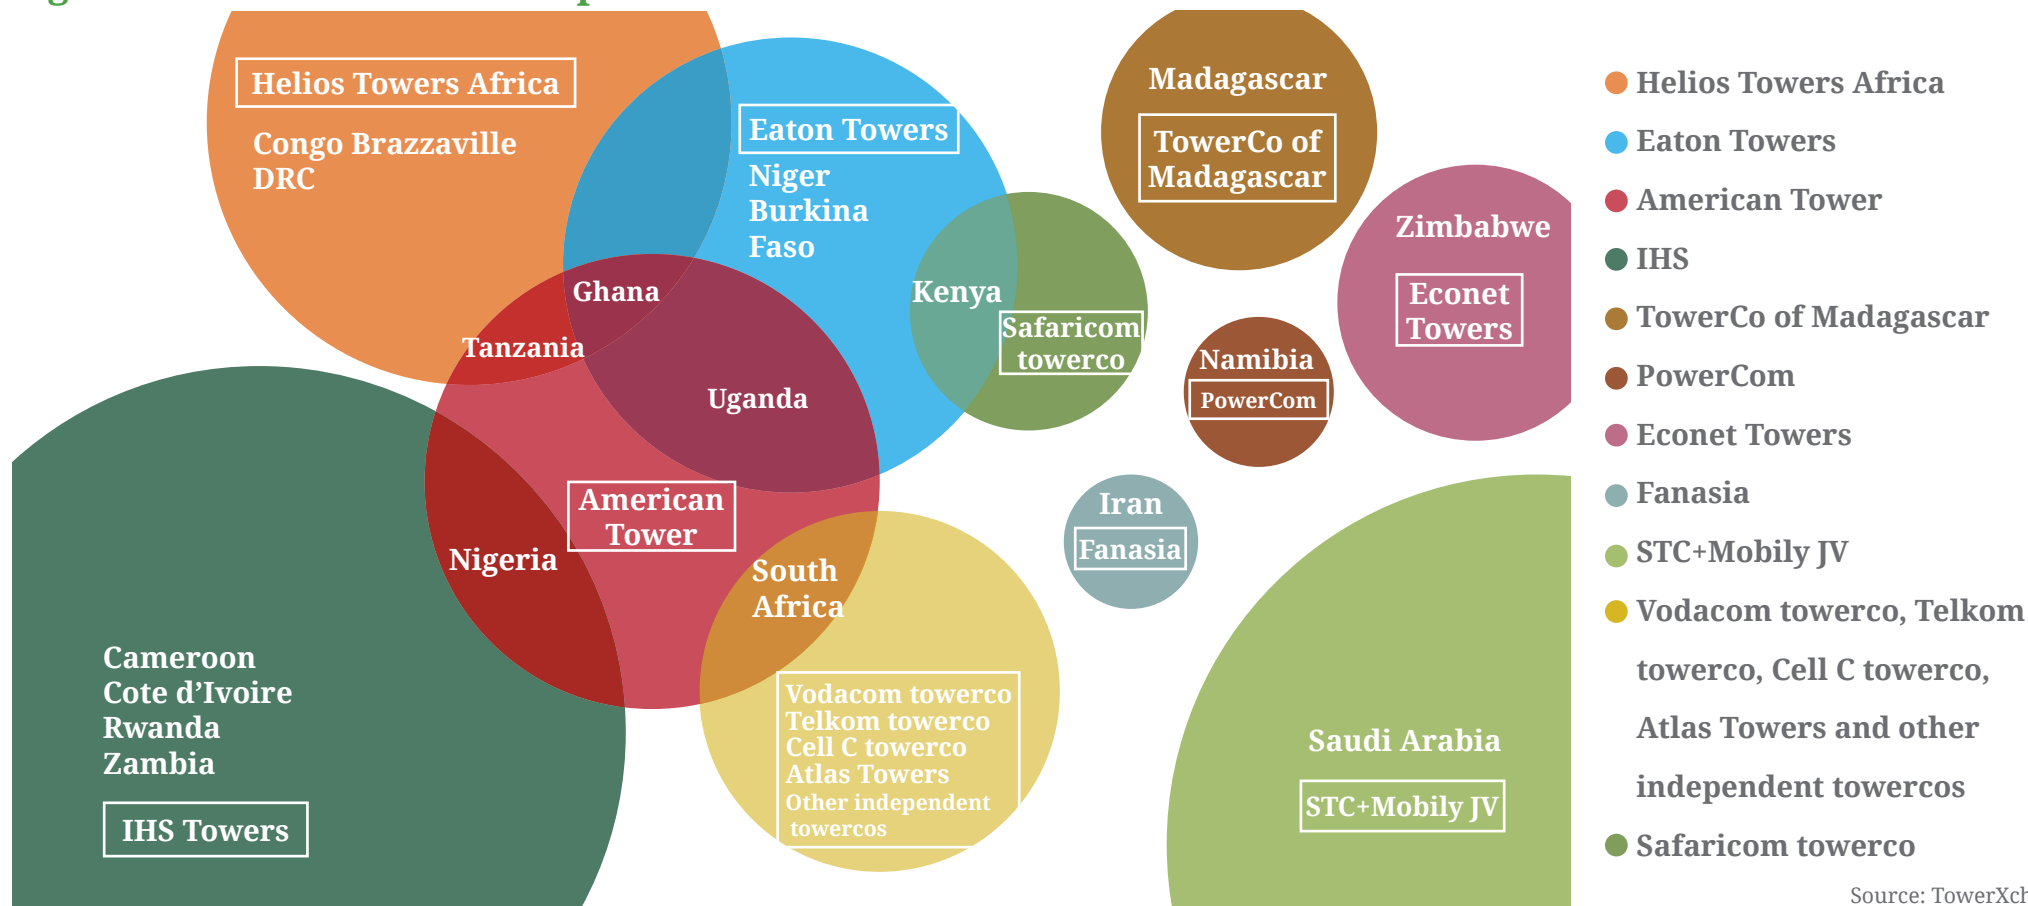 Helios Towers Africa
Congo Brazzaville
DRC
Eaton Towers
Niger
Burkina
Faso
Ghana
Tanzania
Uganda
Kenya
Safaricom
towerco
American
Tower
Nigeria
South
Africa
Cameroon
Cote d’Ivoire
Rwanda
Zambia
IHS Towers
Vodacom towerco
Telkom towerco
Cell C towerco
Atlas Towers
Other independent
towercos
Madagascar
TowerCo of
Madagascar
Zimbabwe
Econet
Towers
Namibia
PowerCom
Iran
Fanasia
Saudi Arabia
STC+Mobily JV
Helios Towers Africa
Eaton Towers
American Tower
IHS
TowerCo of Madagascar
PowerCom
Econet Towers
Fanasia
STC+Mobily JV
Vodacom towerco, Telkom
towerco, Cell C towerco,
Atlas Towers and other
independent towercos
Safaricom towerco
Source: TowerXch